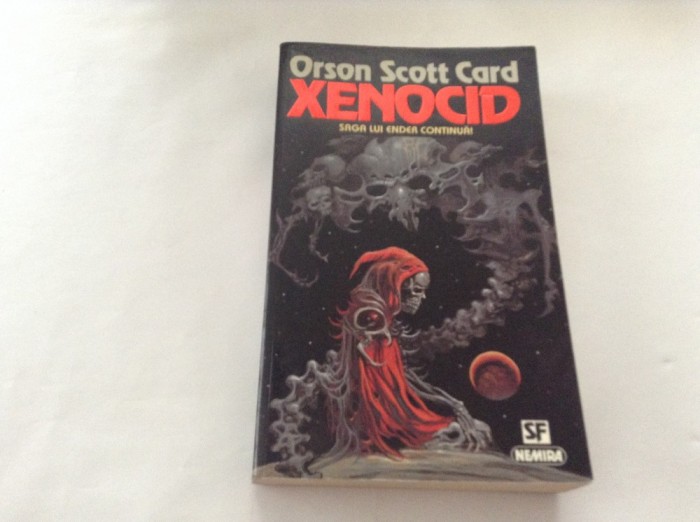 Orson Scott Card
XENOCID
SAGA LUI ENDER CONTINUĂ!
SF
NEMIRA